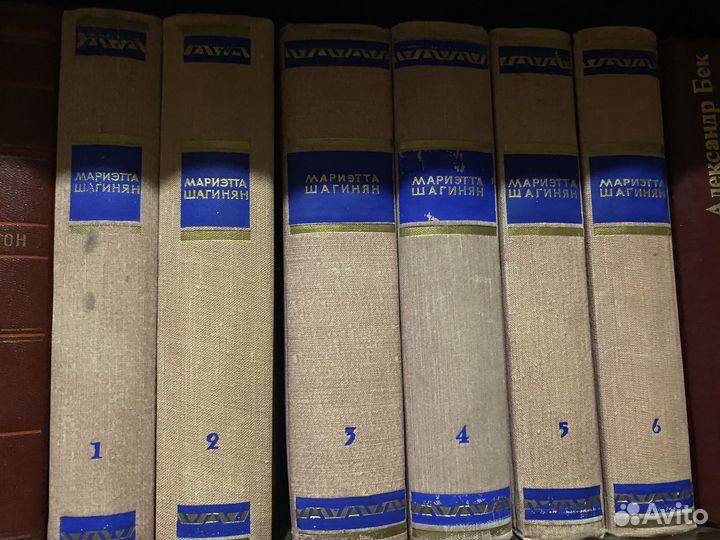 ТОН
МАРИЭТТА
ШАГИНЯН
1
МАРИЭТТА
ШАГИНЯН
2
МАРИЭТТА
ШАГИНЯН
3
МАРИЭТТА
ШАГИНЯН
4
МАРИЭТТА
ШАГИНЯН
5
МАРИЭТТА
ШАГИНЯН
6
Александр Бек
Avito